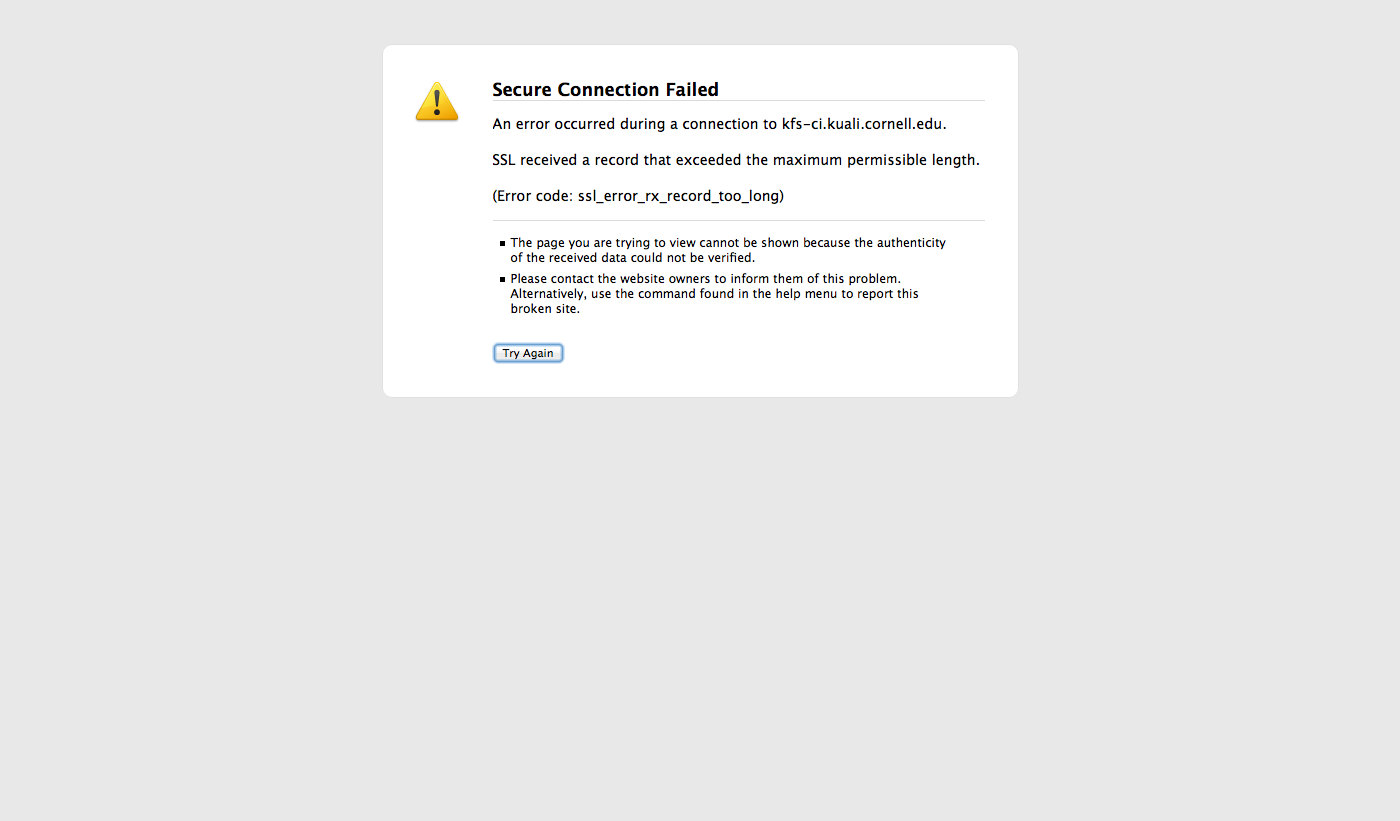 Secure Connection Failed
An error occurred during a connection to kfs-ci.kuali.cornell.edu.
SSL received a record that exceeded the maximum permissible length.
(Error code: ssl_error_rx_record_too_long)
The page you are trying to view cannot be shown because the authenticity
of the received data could not be verified.
Please contact the website owners to inform them of this problem.
Alternatively, use the command found in the help menu to report this
broken site.
Try Again